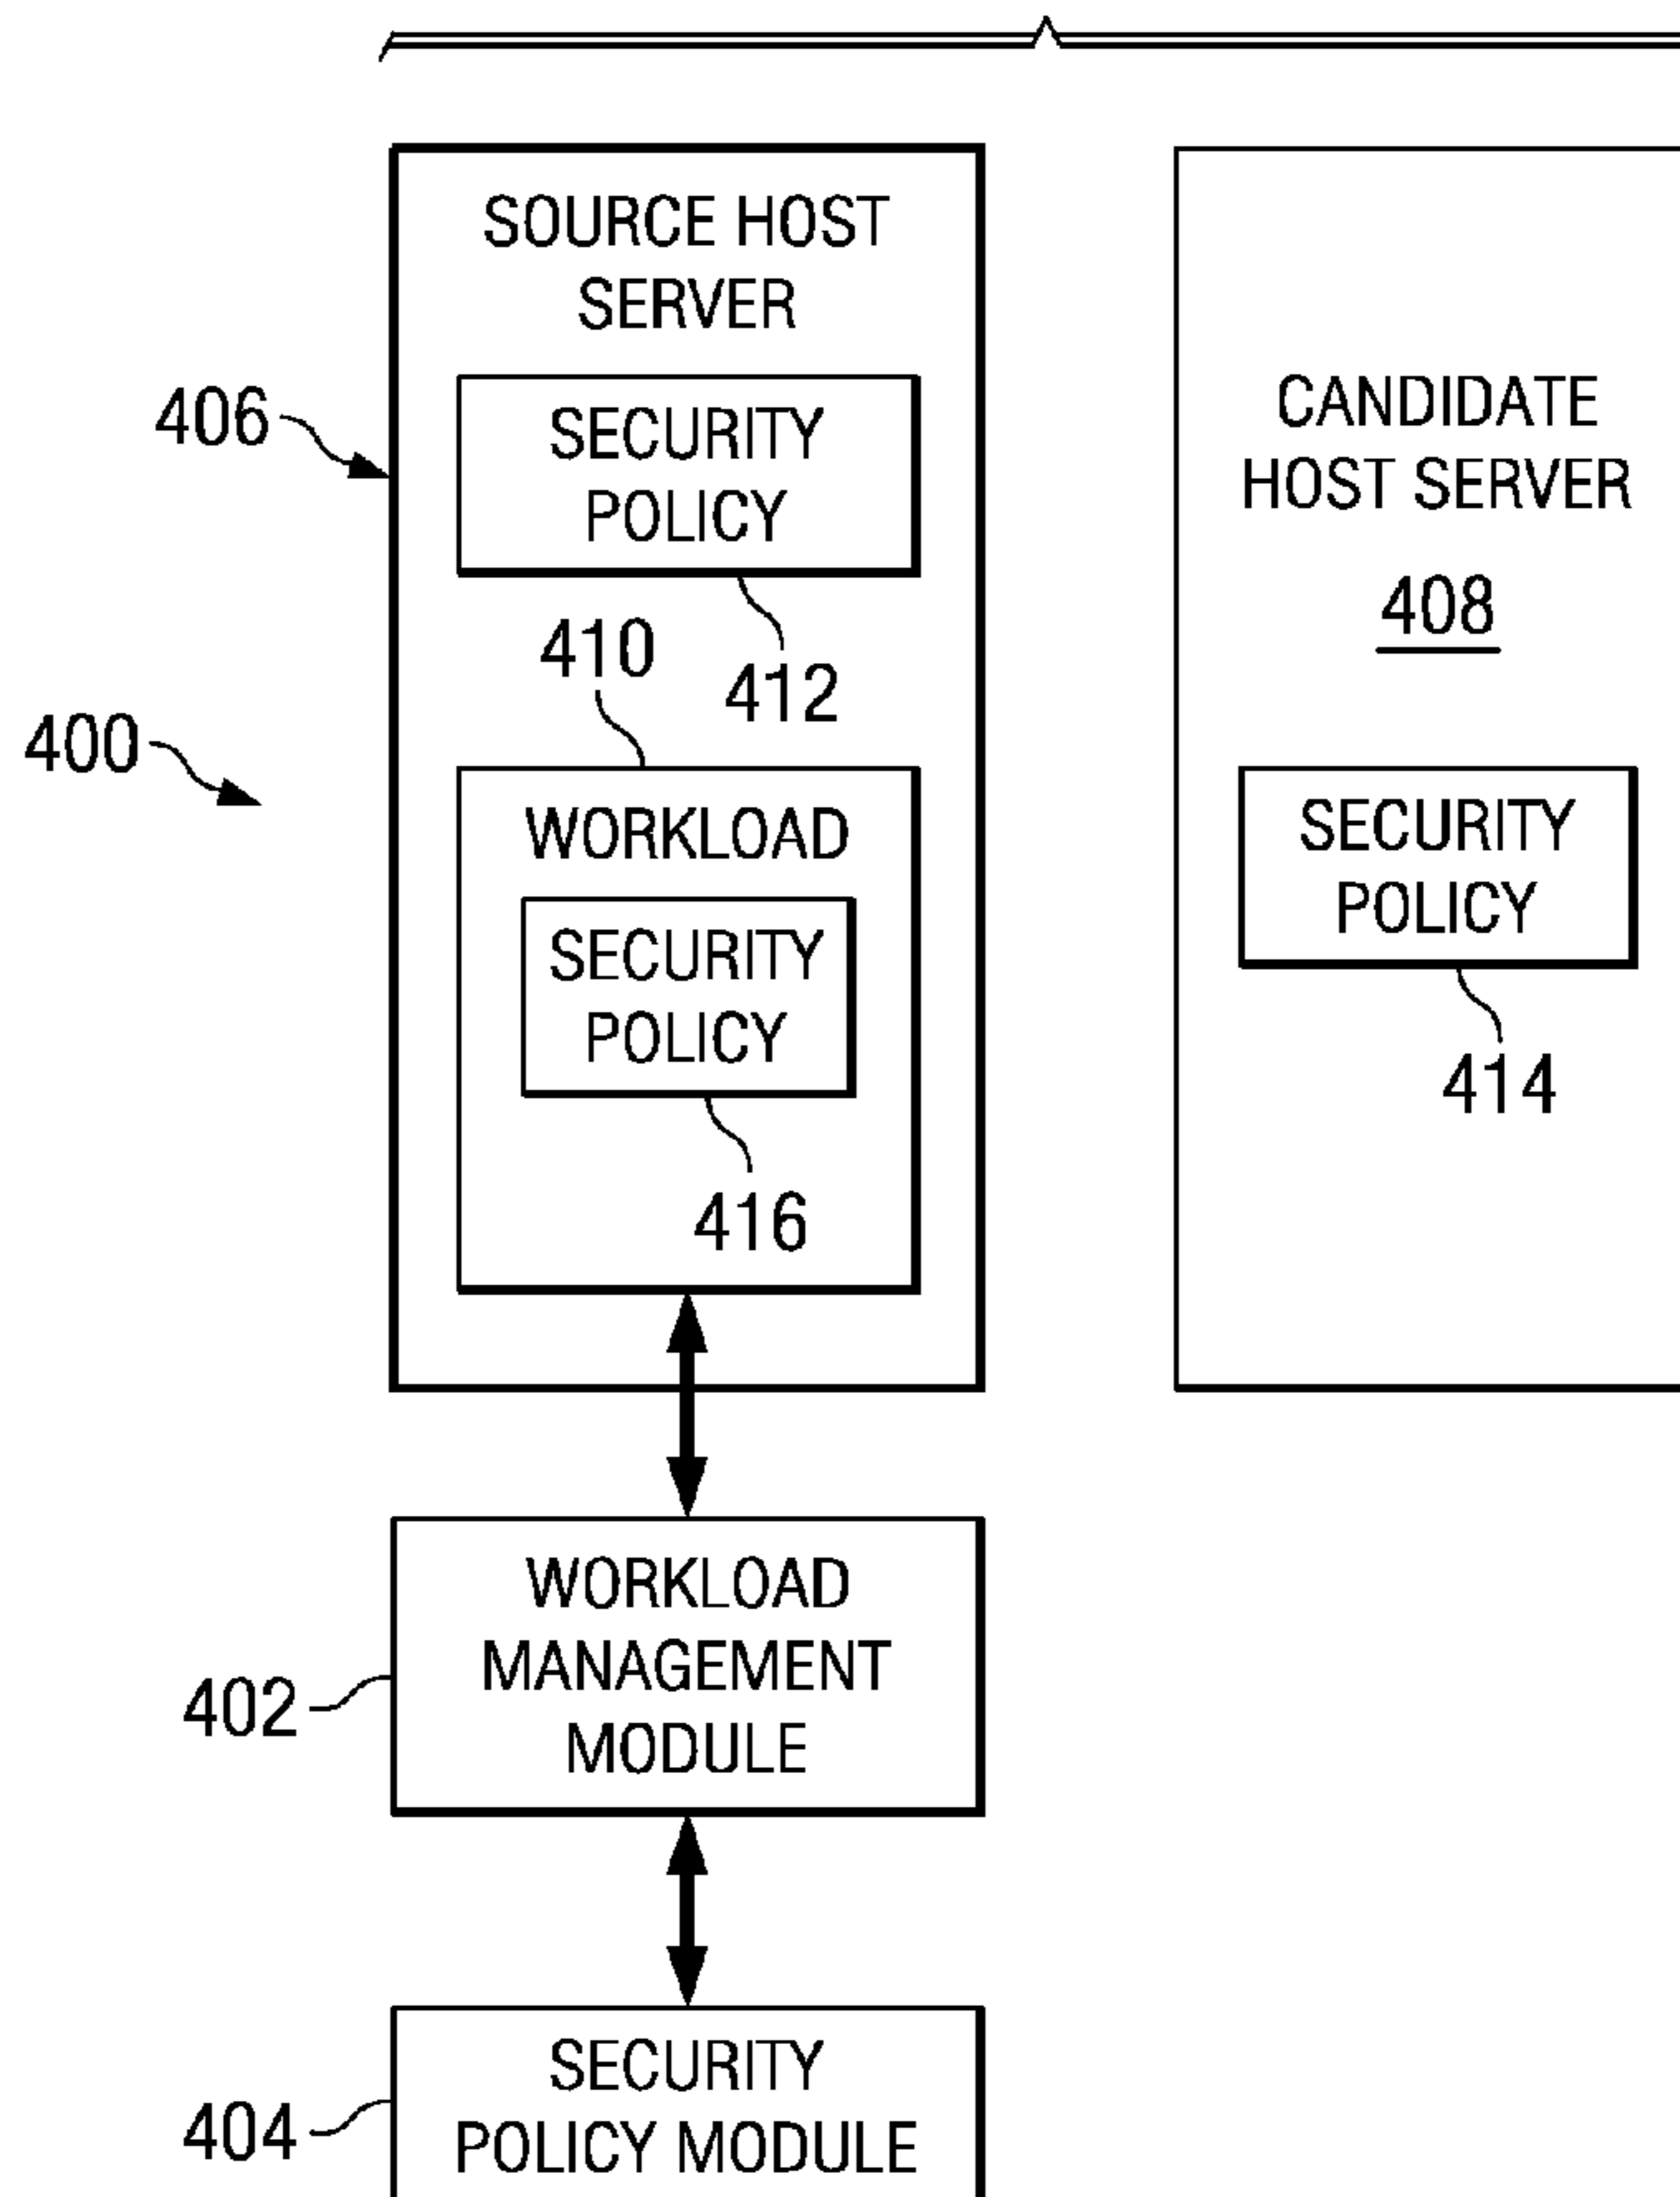 SOURCE HOST
SERVER
406
SECURITY
POLICY
412
410
400
WORKLOAD
SECURITY
POLICY
416
CANDIDATE
HOST SERVER
408
SECURITY
POLICY
414
402
WORKLOAD
MANAGEMENT
MODULE
404
SECURITY
POLICY MODULE